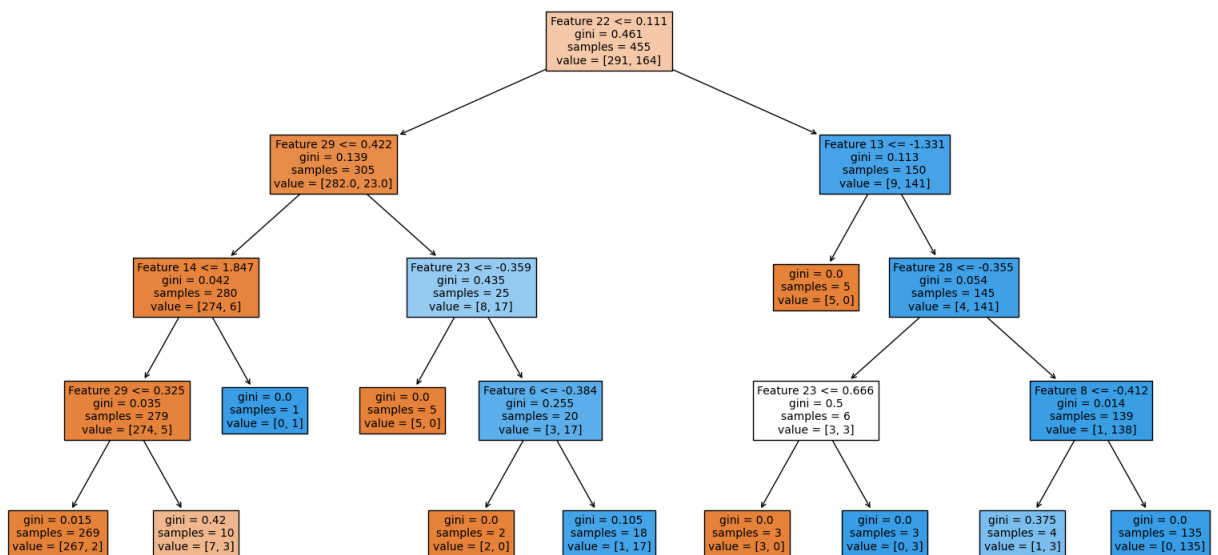 Feature 22 <= 0.111
gini = 0.461
samples = 455
value = [291, 164]
Feature 29 <= 0.422
gini = 0.139
samples = 305
value = [282.0, 23.0]
Feature 13 <= -1.331
gini = 0.113
samples = 150
value = [9, 141]
Feature 14 <= 1.847
gini = 0.042
samples = 280
value = [274, 6]
Feature 23 <= -0.359
gini = 0.435
samples = 25
value = [8, 17]
gini = 0.0
samples = 5
value = [5, 0]
Feature 28 <= -0.355
gini = 0.054
samples = 145
value = [4, 141]
Feature 29 <= 0.325
gini = 0.035
samples = 279
value = [274, 5]
gini = 0.0
samples = 1
value = [0, 1]
gini = 0.0
samples = 5
value = [5, 0]
Feature 6 <= -0.384
gini = 0.255
samples = 20
value = [3, 17]
Feature 23 <= 0.666
gini = 0.5
samples = 6
value = [3, 3]
Feature 8 <= -0.412
gini = 0.014
samples = 139
value = [1, 138]
gini = 0.015
samples = 269
value = [267, 2]
gini = 0.42
samples = 10
value = [7, 3]
gini = 0.0
samples = 2
value = [2, 0]
gini = 0.105
samples = 18
value = [1, 17]
gini = 0.0
samples = 3
value = [3, 0]
gini = 0.0
samples = 3
value = [0, 3]
gini = 0.375
samples = 4
value = [1, 3]
gini = 0.0
samples = 135
value = [0, 135]